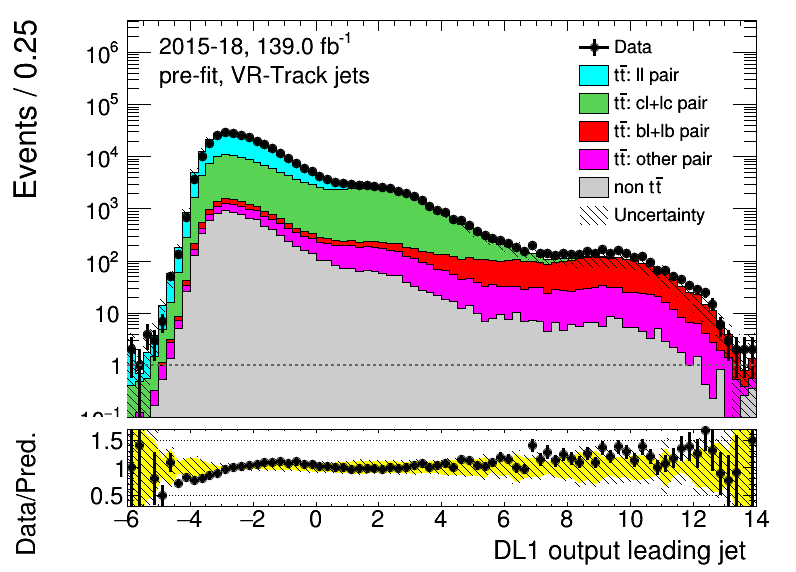 Events / 0.25
10⁶
10⁵
10⁴
10³
10²
10
1
10⁻¹
2015-18, 139.0 fb⁻¹
pre-fit, VR-Track jets
Data
tt̄: ll pair
tt̄: cl+lc pair
tt̄: bl+lb pair
tt̄: other pair
non tt̄
Uncertainty
Data/Pred.
1.5
1
0.5
−6 −4 −2 0 2 4 6 8 10 12 14
DL1 output leading jet